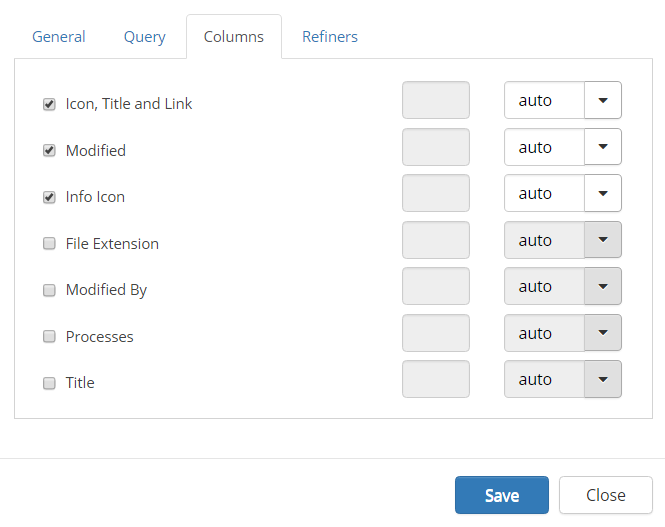 General Query Columns Refiners
Icon, Title and Link auto
Modified auto
Info Icon auto
File Extension auto
Modified By auto
Processes auto
Title auto
Save Close